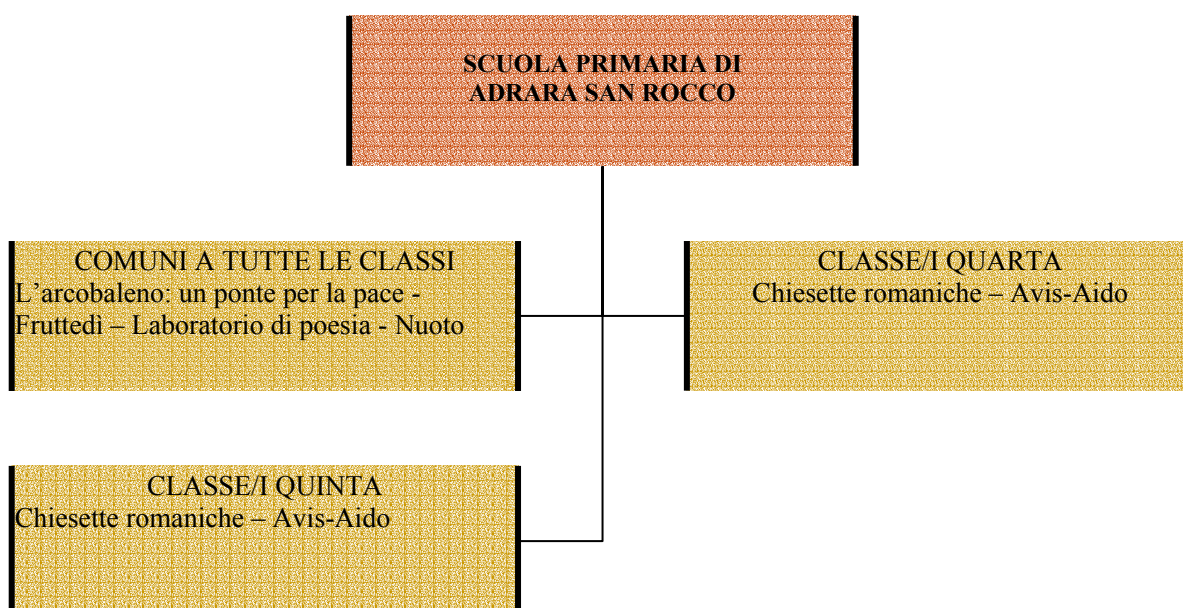 SCUOLA PRIMARIA DI
ADRARA SAN ROCCO
COMUNI A TUTTE LE CLASSI
L’arcobaleno: un ponte per la pace -
Fruttedì – Laboratorio di poesia - Nuoto
CLASSE/I QUARTA
Chiesette romaniche – Avis-Aido
CLASSE/I QUINTA
Chiesette romaniche – Avis-Aido